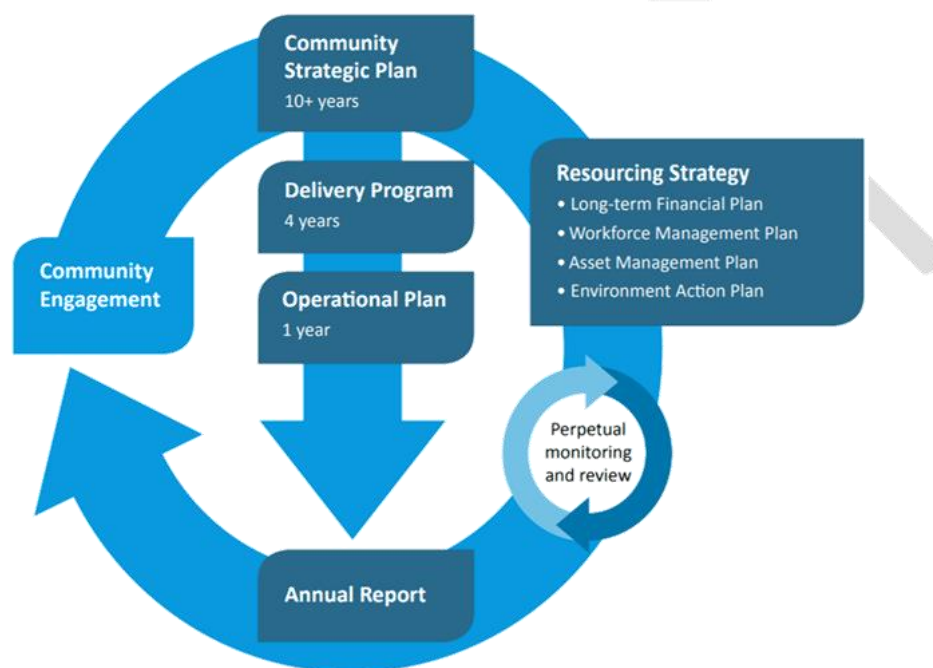 Community
Strategic Plan
10+ years
Delivery Program
4 years
Operational Plan
1 year
Resourcing Strategy
• Long-term Financial Plan
• Workforce Management Plan
• Asset Management Plan
• Environment Action Plan
Community
Engagement
Perpetual
monitoring
and review
Annual Report